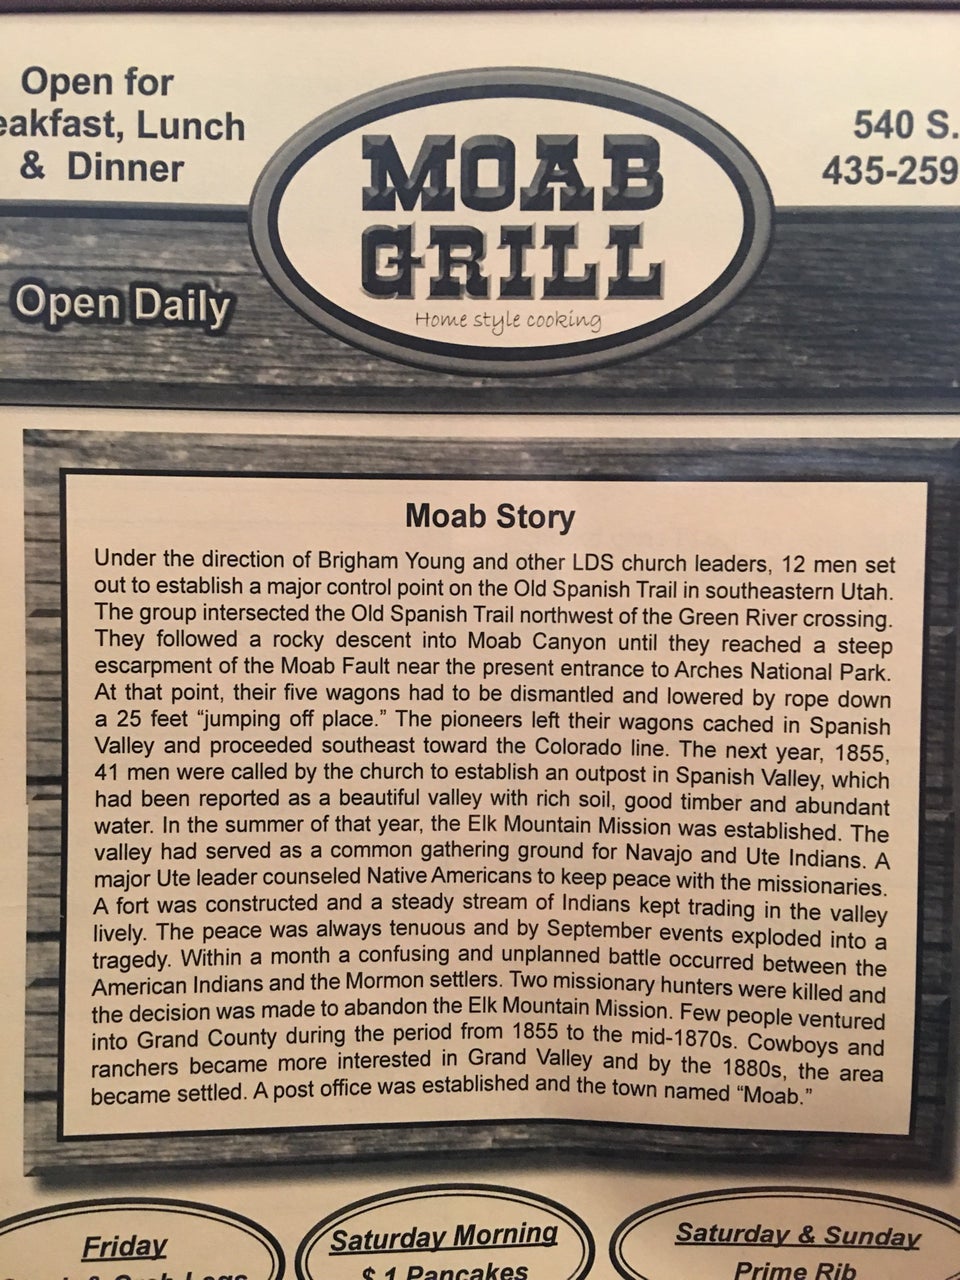 Open for
eakfast, Lunch
& Dinner
MOAB
GRILL
Home style cooking
540 S.
435-259
Open Daily
Moab Story
Under the direction of Brigham Young and other LDS church leaders, 12 men set
out to establish a major control point on the Old Spanish Trail in southeastern Utah.
The group intersected the Old Spanish Trail northwest of the Green River crossing.
They followed a rocky descent into Moab Canyon until they reached a steep
escarpment of the Moab Fault near the present entrance to Arches National Park.
At that point, their five wagons had to be dismantled and lowered by rope down
a 25 feet “jumping off place.” The pioneers left their wagons cached in Spanish
Valley and proceeded southeast toward the Colorado line. The next year, 1855,
41 men were called by the church to establish an outpost in Spanish Valley, which
had been reported as a beautiful valley with rich soil, good timber and abundant
water. In the summer of that year, the Elk Mountain Mission was established. The
valley had served as a common gathering ground for Navajo and Ute Indians. A
major Ute leader counseled Native Americans to keep peace with the missionaries.
A fort was constructed and a steady stream of Indians kept trading in the valley
lively. The peace was always tenuous and by September events exploded into a
tragedy. Within a month a confusing and unplanned battle occurred between the
American Indians and the Mormon settlers. Two missionary hunters were killed and
the decision was made to abandon the Elk Mountain Mission. Few people ventured
into Grand County during the period from 1855 to the mid-1870s. Cowboys and
ranchers became more interested in Grand Valley and by the 1880s, the area
became settled. A post office was established and the town named “Moab.”
Friday
Saturday Morning
$ 1 Pancakes
Saturday & Sunday
Prime Rib